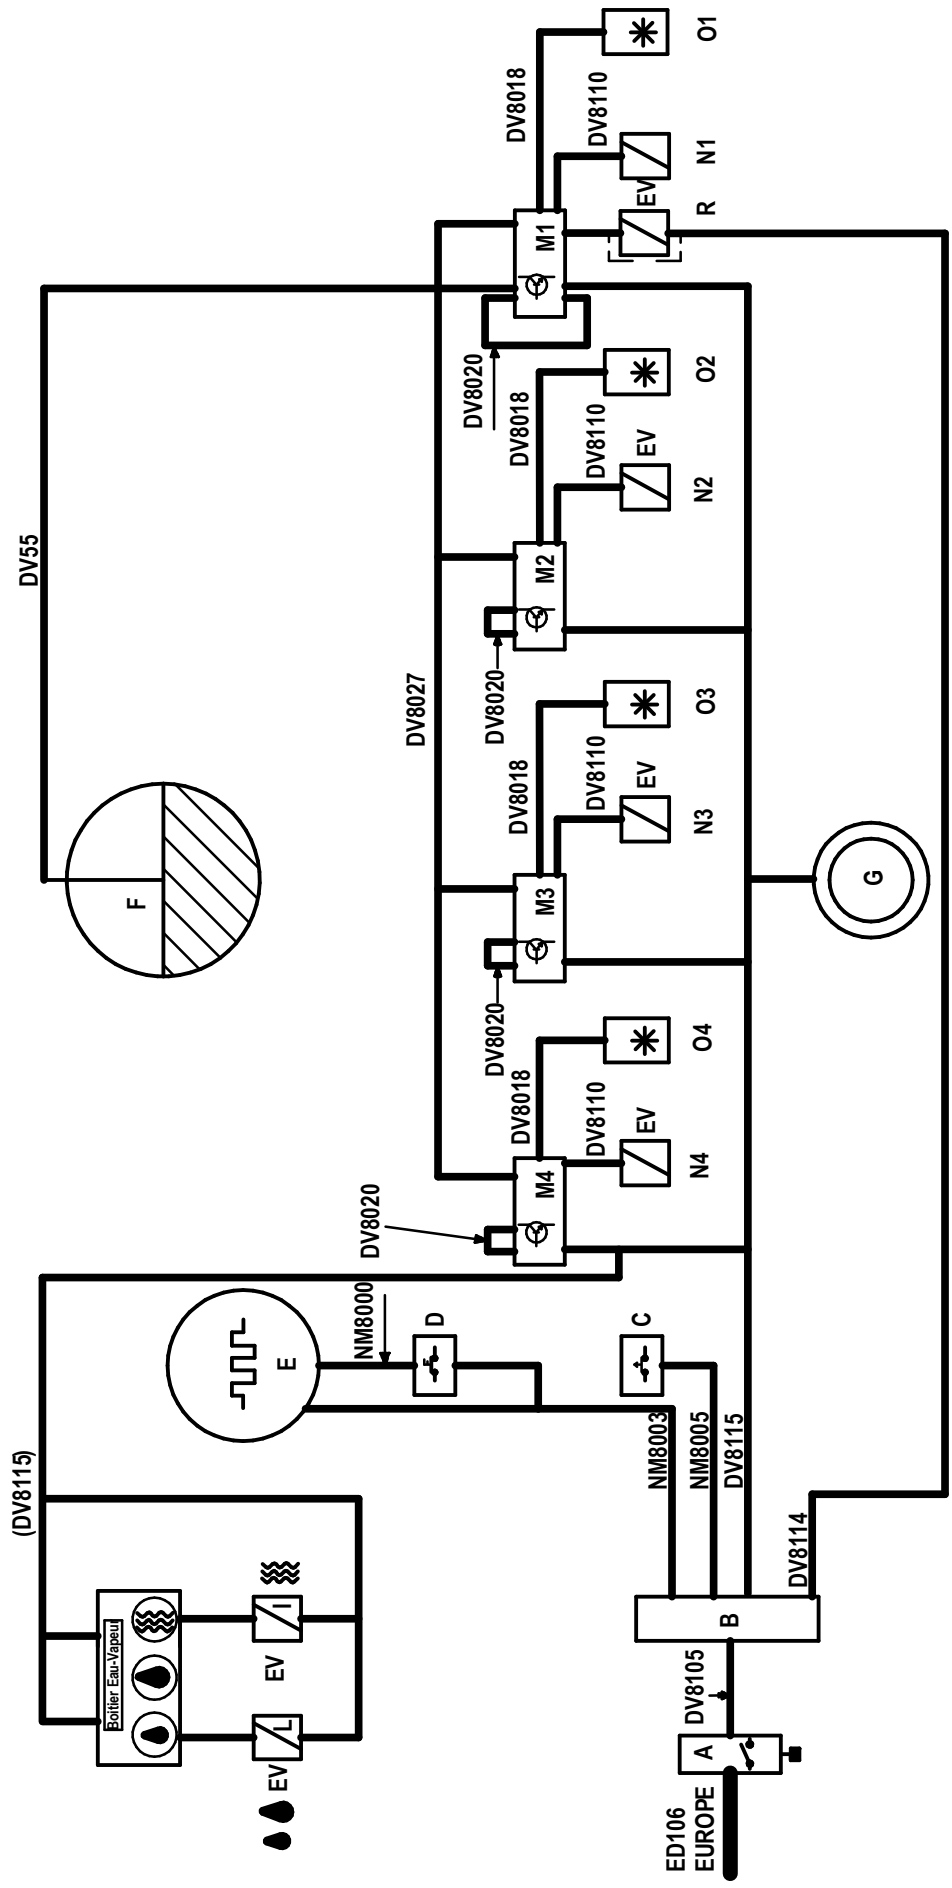 DV8018
O1
DV8110
N1
EV
R
M1
DV8020
DV8018
O2
DV8110
EV
N2
DV55
M2
DV8020
DV8027
DV8018
O3
DV8110
EV
N3
F
M3
DV8020
G
DV8018
O4
DV8110
EV
N4
M4
DV8020
NM8000
D
C
E
NM8003
NM8005
DV8115
(DV8115)
DV8114
B
Boitier Eau-Vapeur
I
EV
L
EV
DV8105
A
ED106
EUROPE